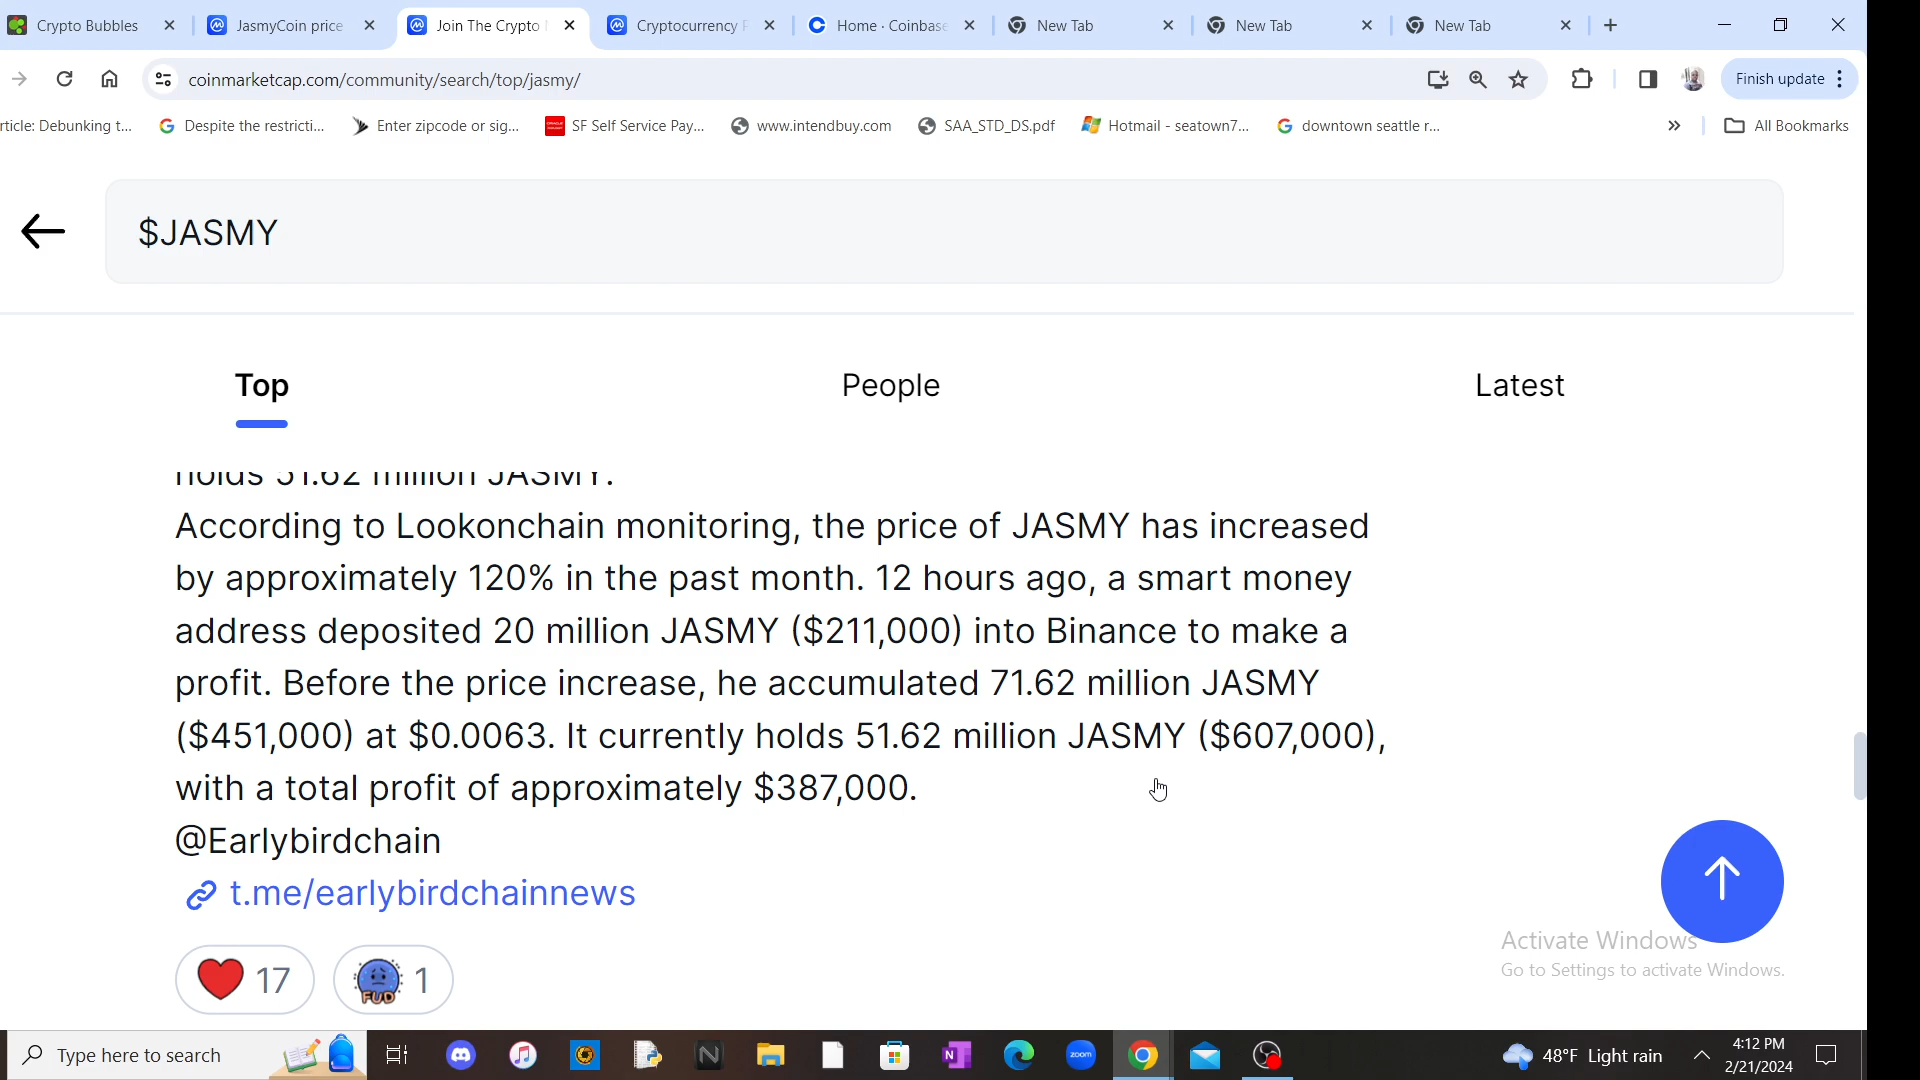 Crypto Bubbles
JasmyCoin price
Join The Crypto
Cryptocurrency P
Home · Coinbase
New Tab
New Tab
New Tab
coinmarketcap.com/community/search/top/jasmy/
Finish update
rticle: Debunking t...
Despite the restricti...
Enter zipcode or sig...
SF Self Service Pay...
www.intendbuy.com
SAA_STD_DS.pdf
Hotmail - seatown7...
downtown seattle r...
All Bookmarks
$JASMY
Top
People
Latest
holds 51.62 million JASMY.
According to Lookonchain monitoring, the price of JASMY has increased
by approximately 120% in the past month. 12 hours ago, a smart money
address deposited 20 million JASMY ($211,000) into Binance to make a
profit. Before the price increase, he accumulated 71.62 million JASMY
($451,000) at $0.0063. It currently holds 51.62 million JASMY ($607,000),
with a total profit of approximately $387,000.
@Earlybirdchain
t.me/earlybirdchainnews
17
FUD
1
Activate Windows
Go to Settings to activate Windows.
Type here to search
zoom
48°F Light rain
4:12 PM
2/21/2024